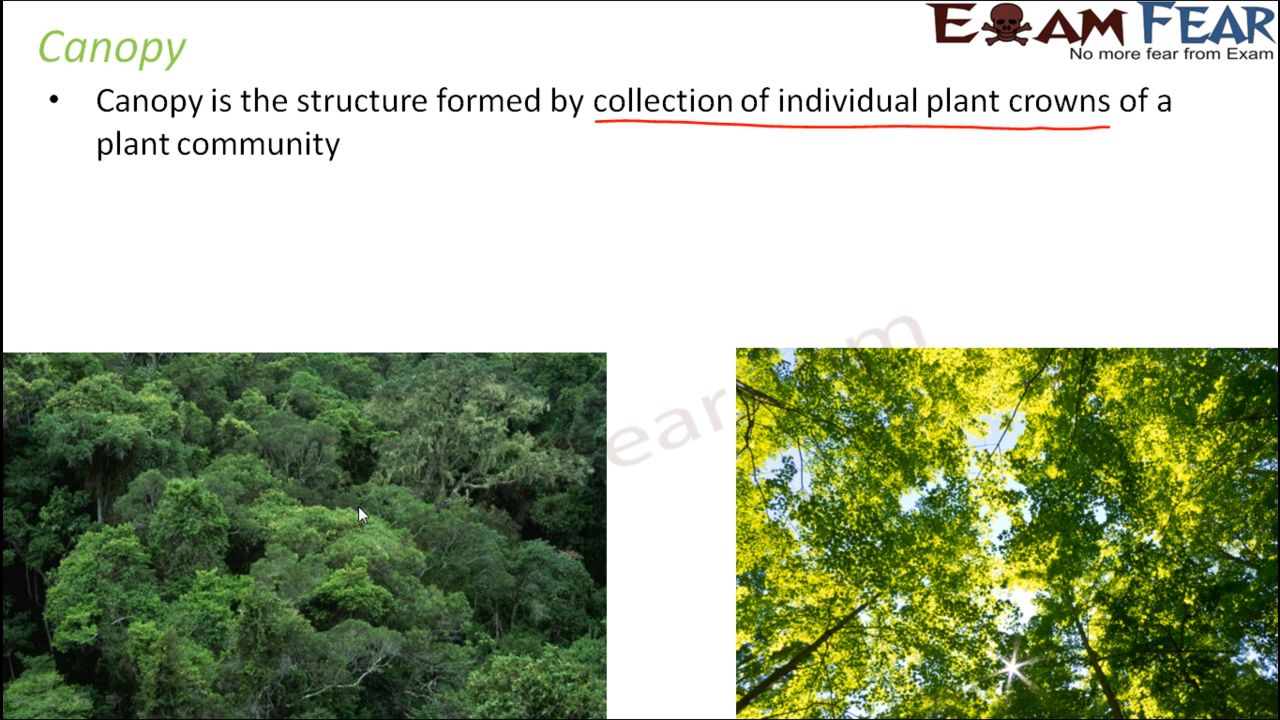 Canopy
EXAM FEAR
No more fear from Exam
• Canopy is the structure formed by collection of individual plant crowns of a
plant community